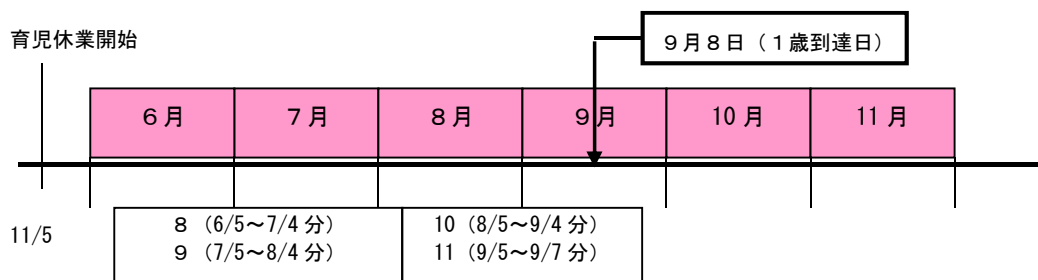 育児休業開始
9月8日（1歳到達日）
6月
7月
8月
9月
10月
11月
11/5
8（6/5～7/4分）
9（7/5～8/4分）
10（8/5～9/4分）
11（9/5～9/7分）